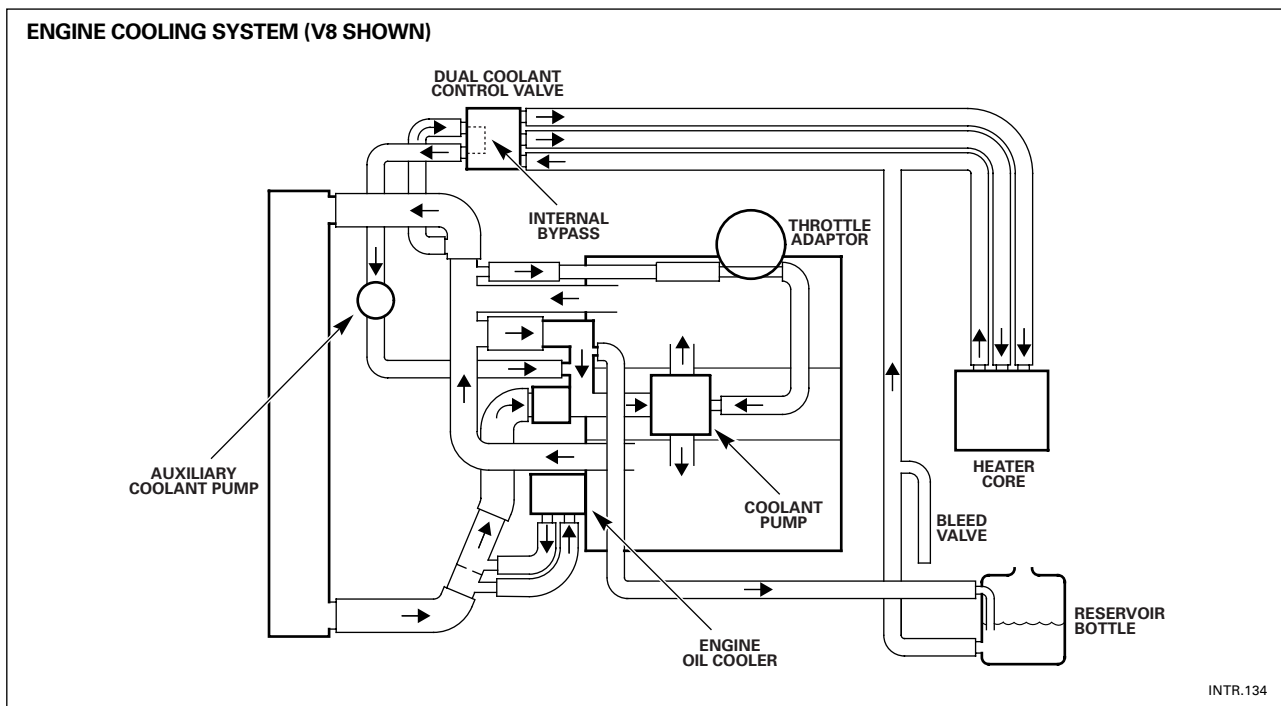 ENGINE COOLING SYSTEM (V8 SHOWN)
DUAL COOLANT
CONTROL VALVE
INTERNAL
BYPASS
THROTTLE
ADAPTOR
AUXILIARY
COOLANT PUMP
HEATER
CORE
COOLANT
PUMP
BLEED
VALVE
ENGINE
OIL COOLER
RESERVOIR
BOTTLE
INTR.134